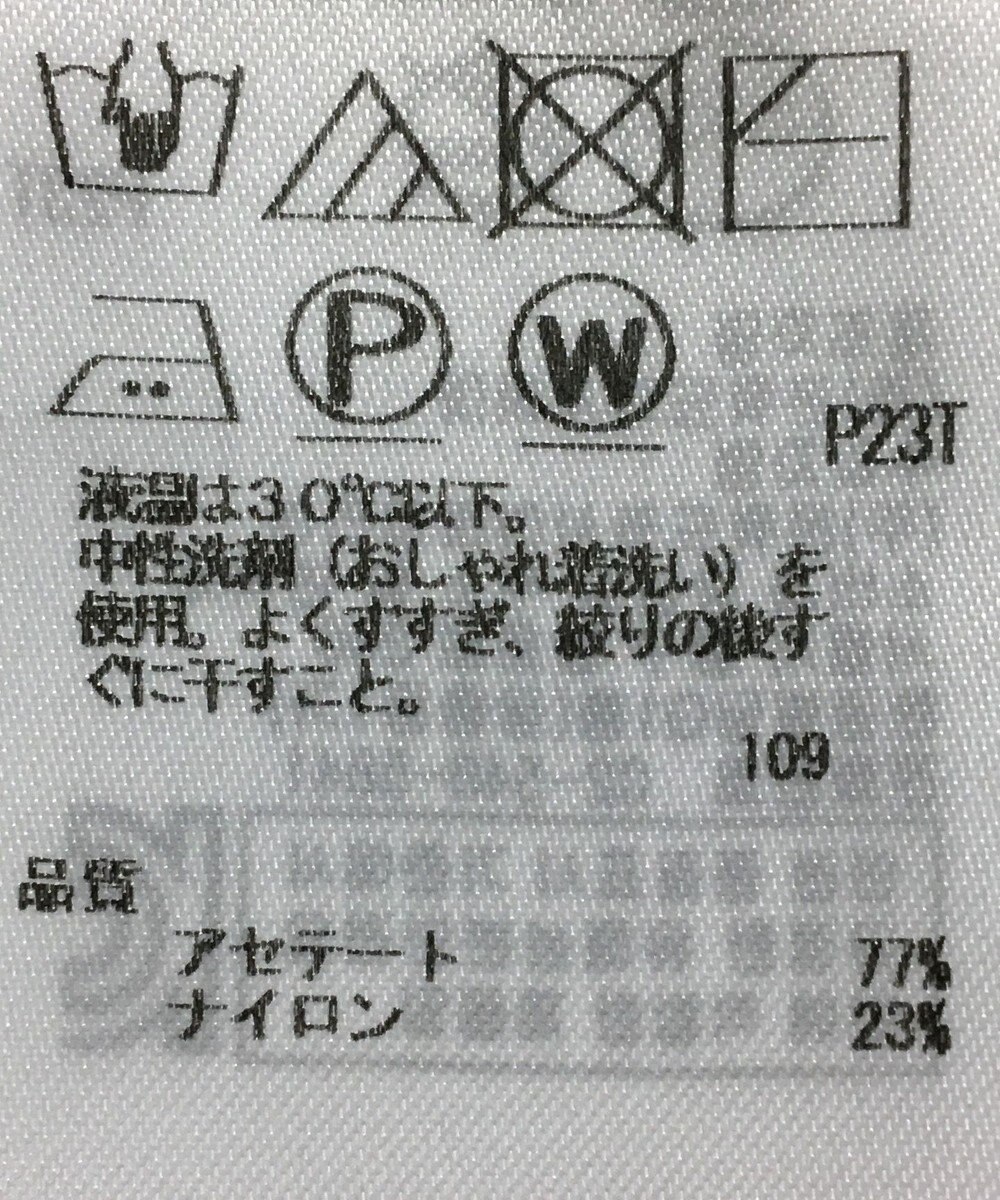 P
W
P23T
液温は30℃以下。
中性洗剤（おしゃれ着洗い）を
使用。よくすすぎ、絞りの後す
ぐに干すこと。
109
品質
アセテート 77%
ナイロン 23%